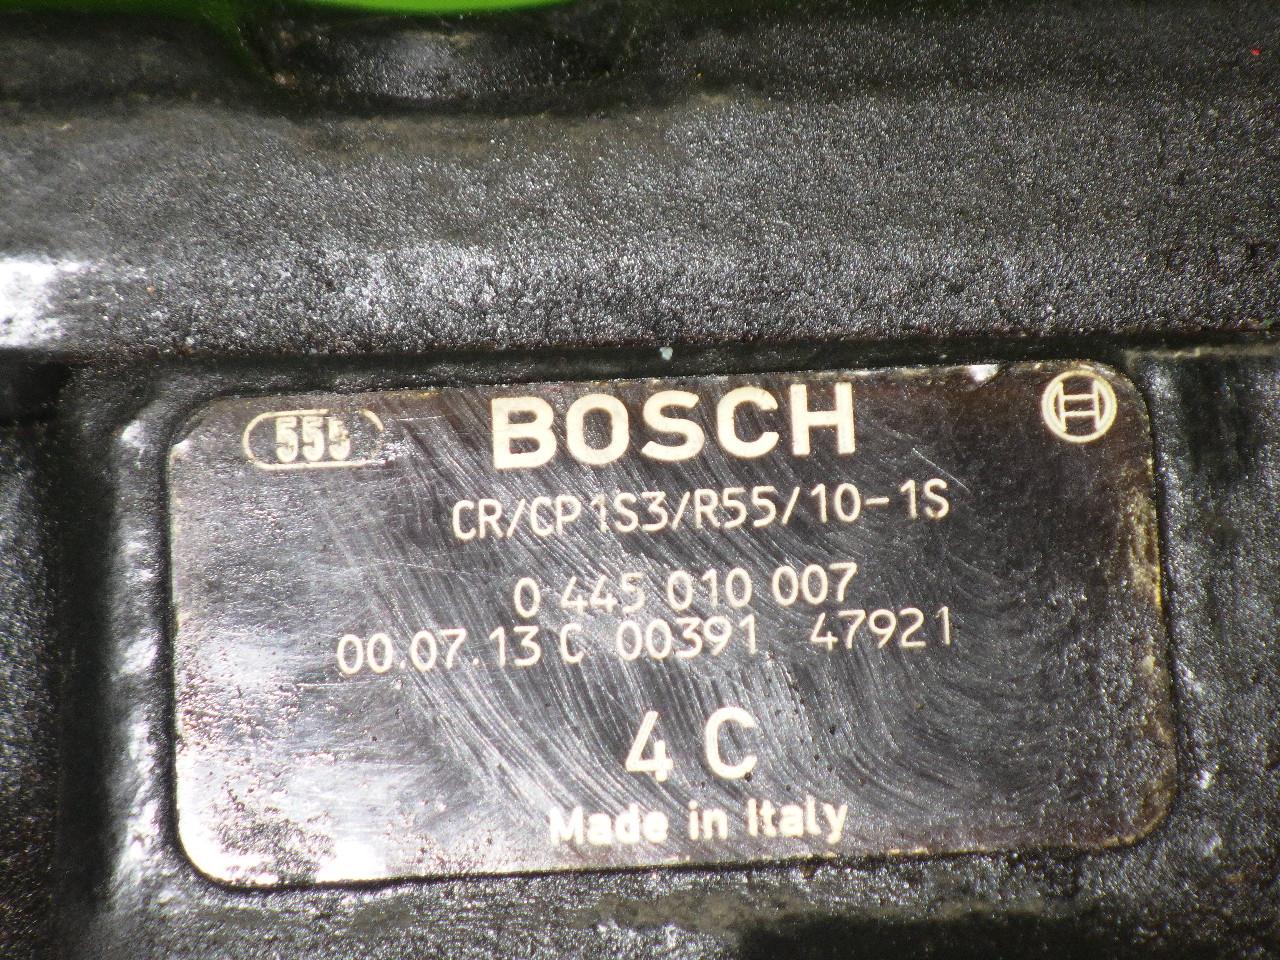 555
BOSCH
CR/CP1S3/R55/10-1S
0 445 010 007
00.07.13 C 00391 47921
4 C
Made in Italy